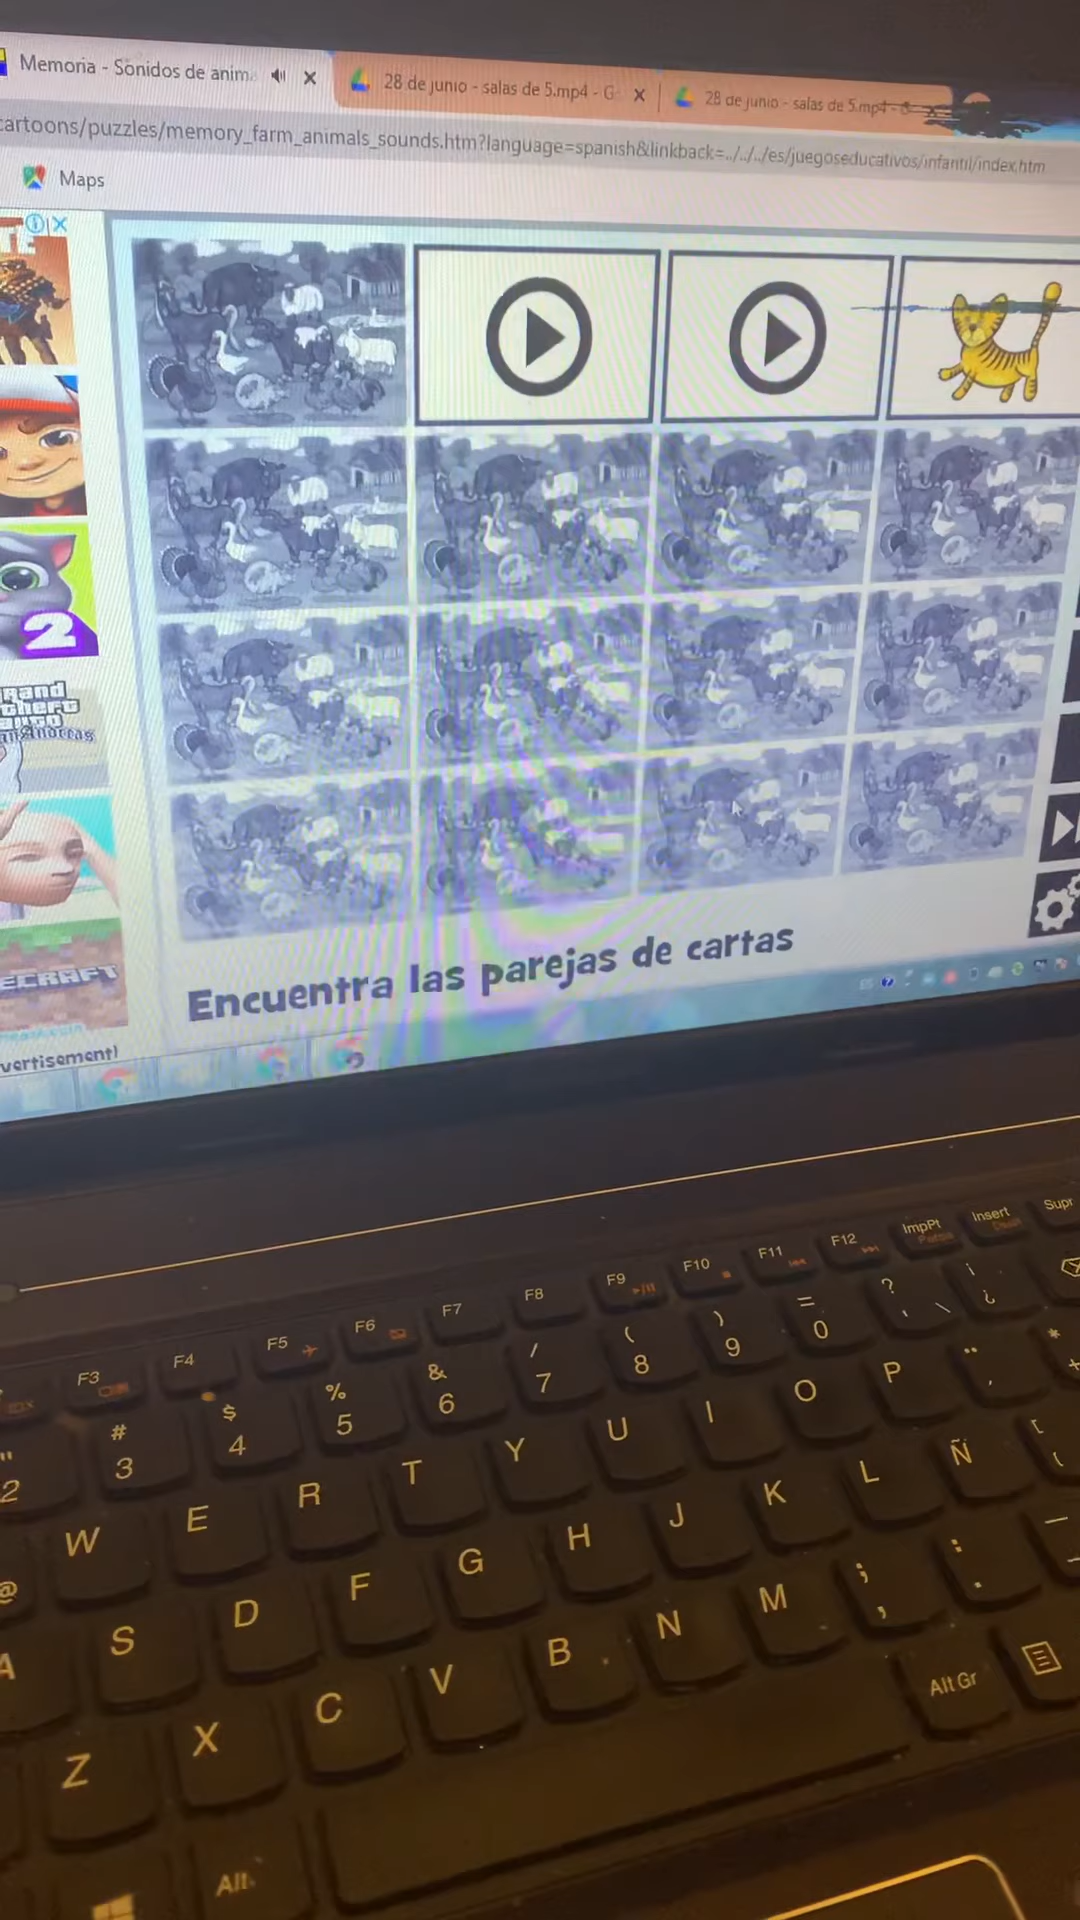 Memoria - Sonidos de anima
28 de junio - salas de 5.mp4 - G
28 de junio - salas de 5.mp4 - G
cartoons/puzzles/memory_farm_animals_sounds.htm?language=spanish&linkback=../../../es/juegoseducativos/infantil/index.htm
Maps
2
Encuentra las parejas de cartas
vertisement)
F3 F4 F5 F6 F7 F8 F9 F10 F11 F12 ImpPt Insert Supr
" # $ % & / ( ) = ? ¡
2 3 4 5 6 7 8 9 0 ' \ ¿
W E R T Y U I O P
@ A S D F G H J K L Ñ
Z X C V B N M ; , : . _
Alt Alt Gr